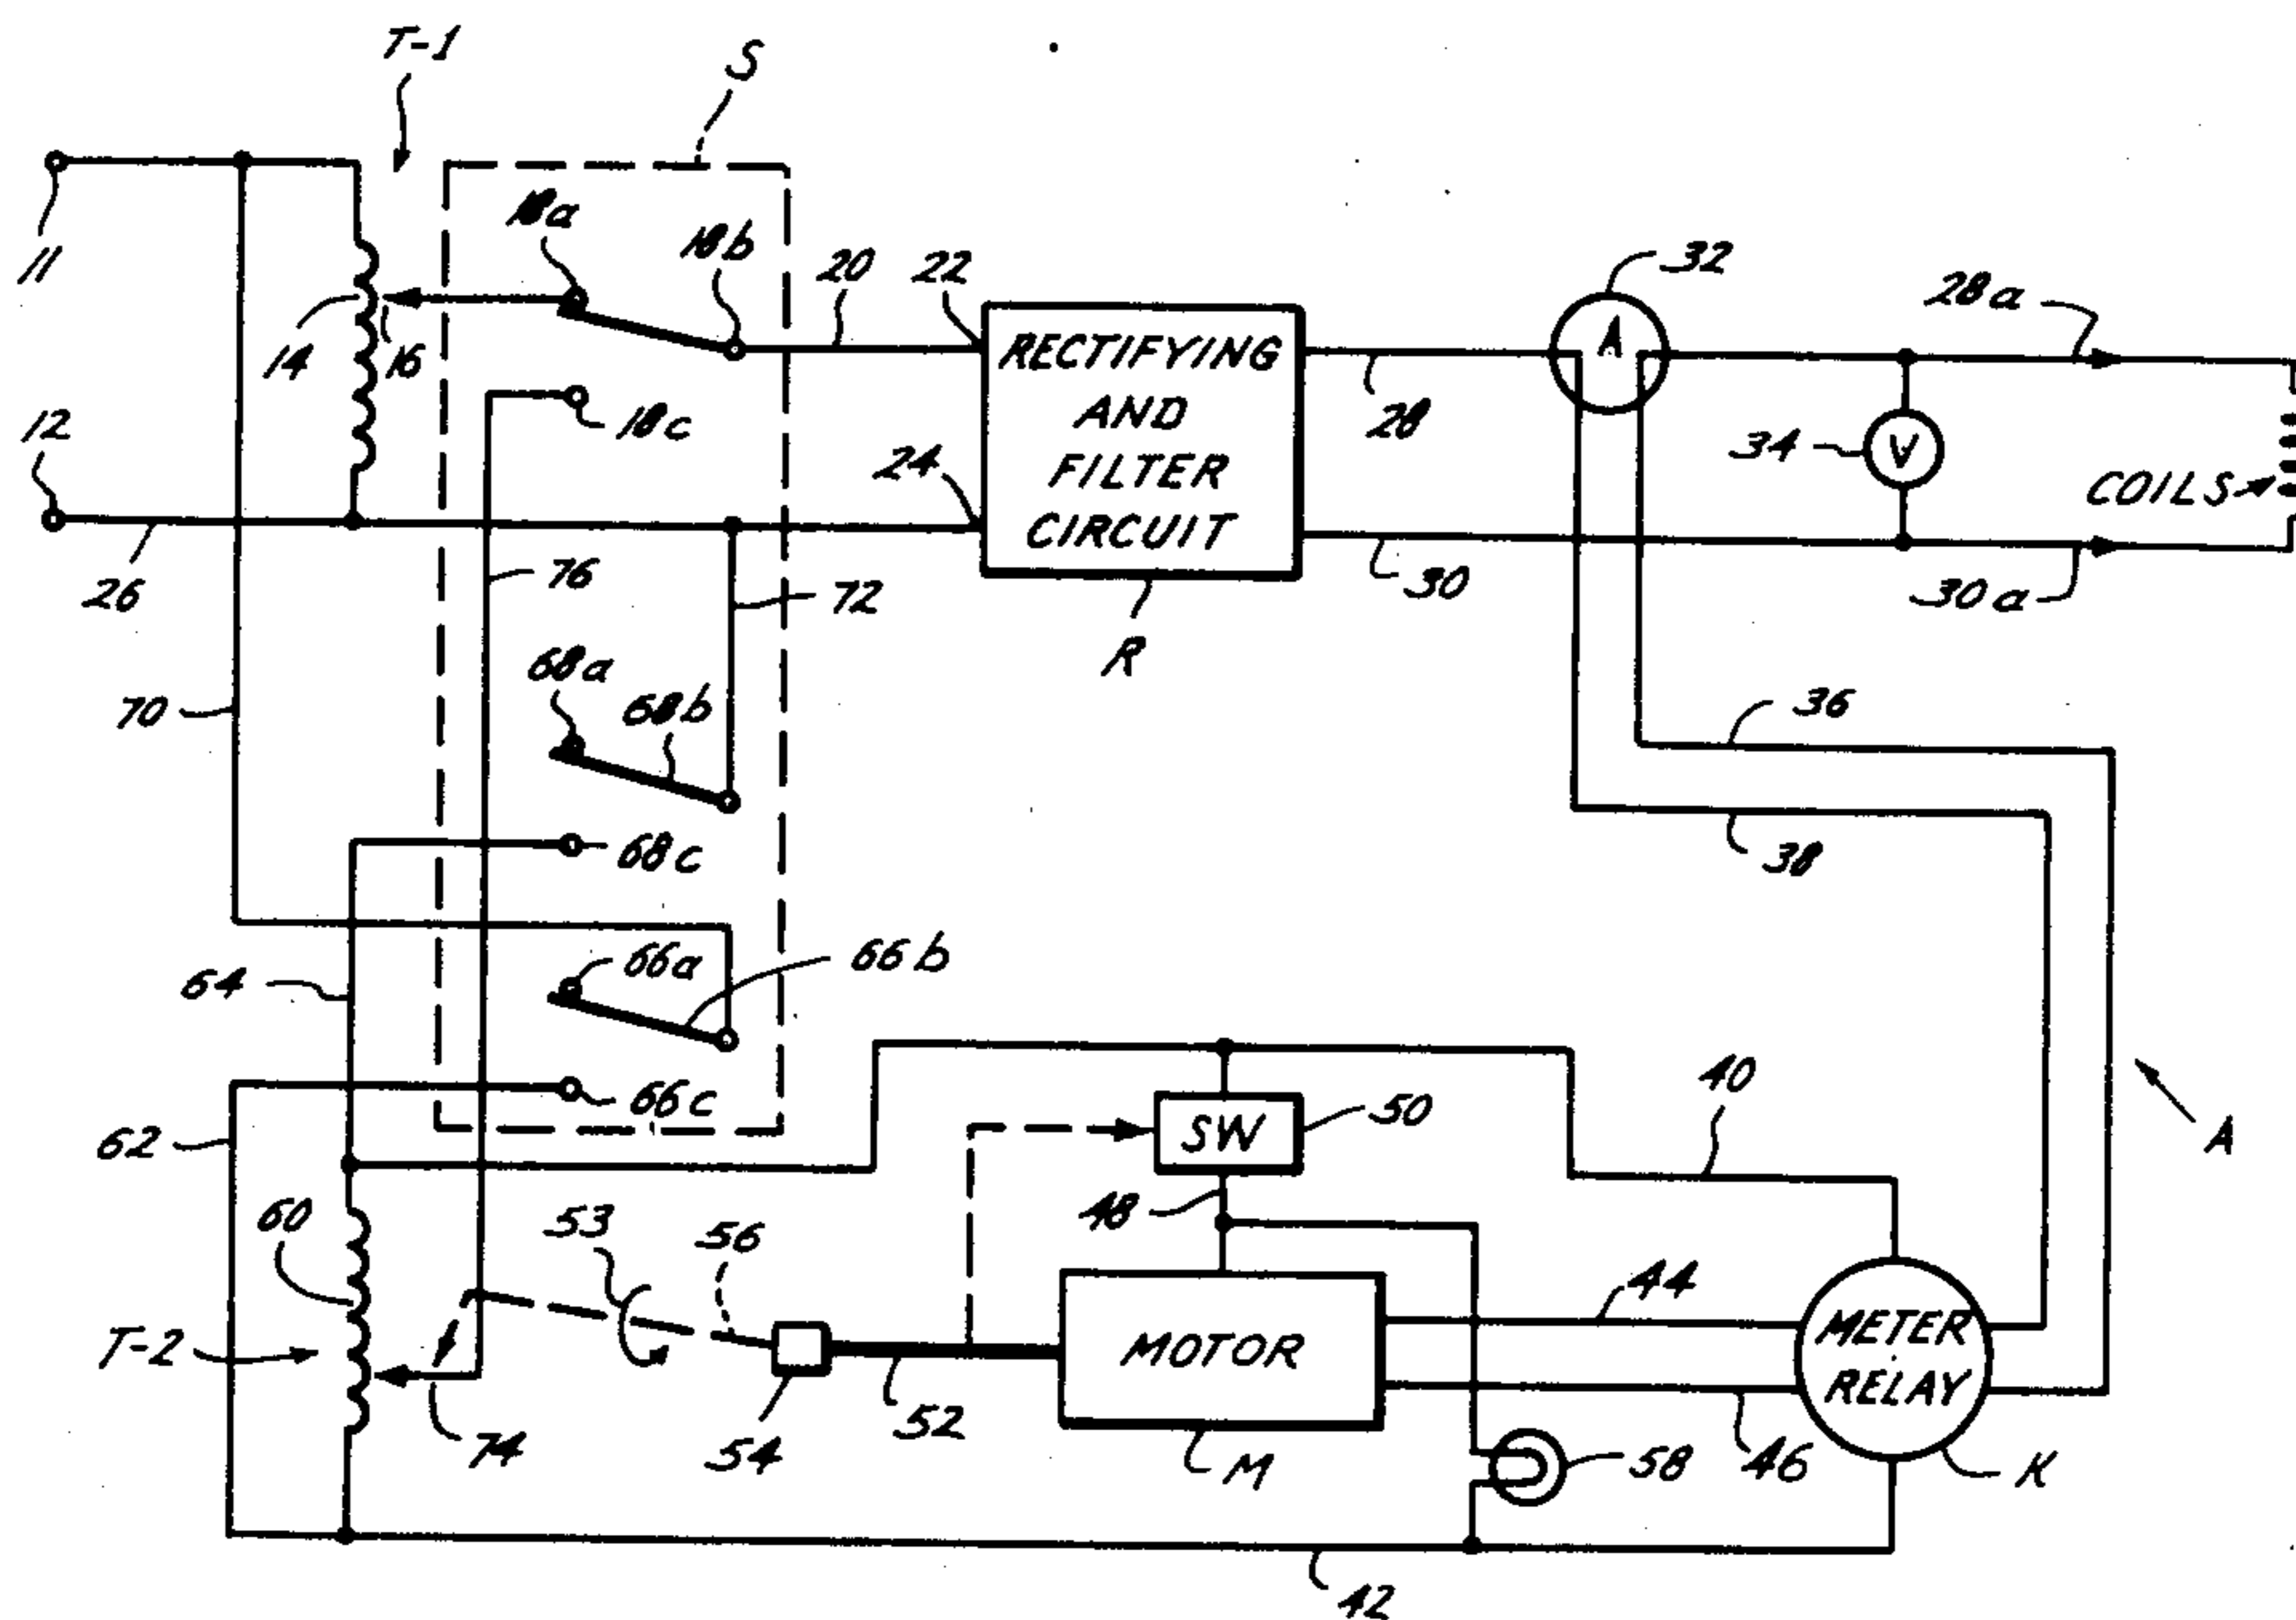 T-1
S
11
18a
18b
20
22
32
28a
14
16
RECTIFYING
AND
FILTER
CIRCUIT
A
28
12
18c
24
34
V
COILS
26
76
72
30
30a
R
68a
68b
70
36
68c
38
64
66a
66b
66c
40
62
SW
50
A
48
60
53
56
44
T-2
MOTOR
METER
RELAY
74
54
52
M
58
46
K
42